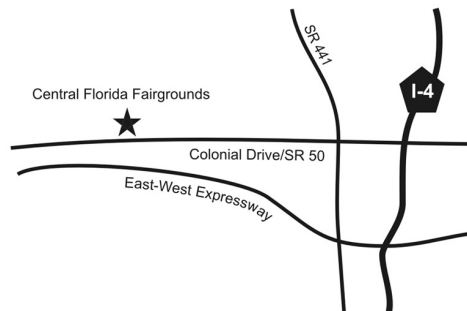 SR 441
I-4
Central Florida Fairgrounds
Colonial Drive/SR 50
East-West Expressway